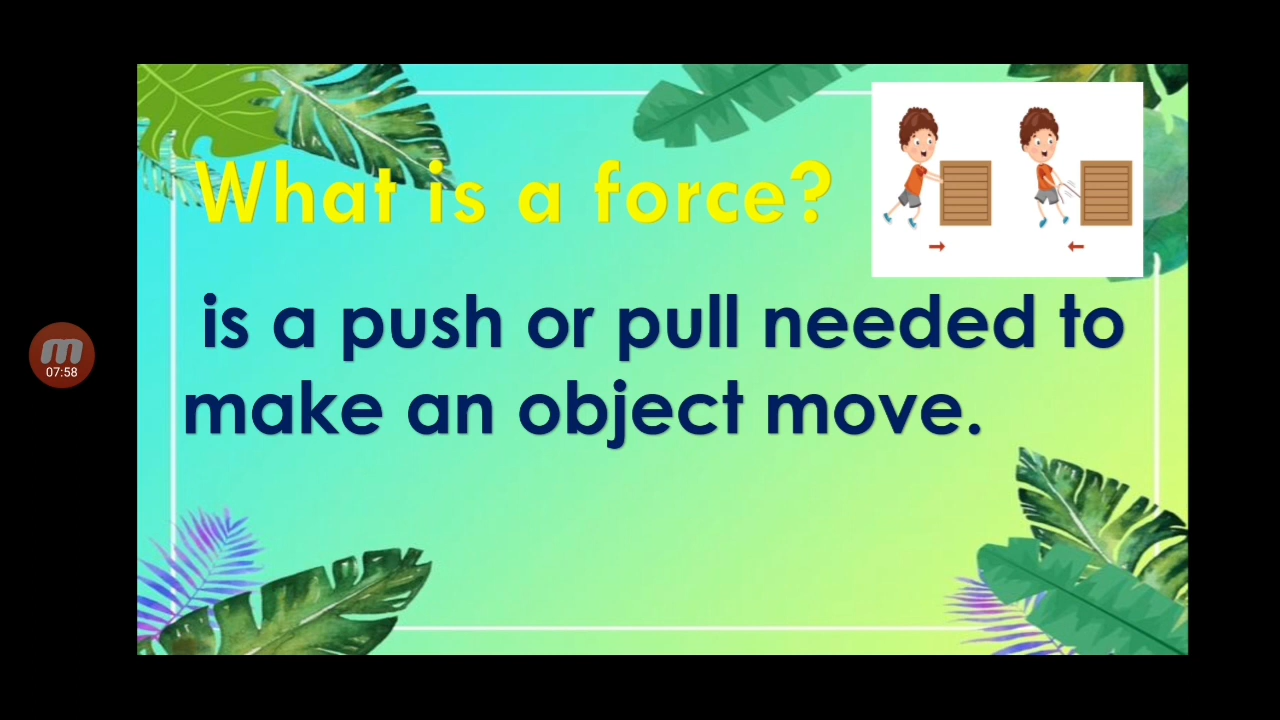 What is a force?
is a push or pull needed to
make an object move.
m
07:58